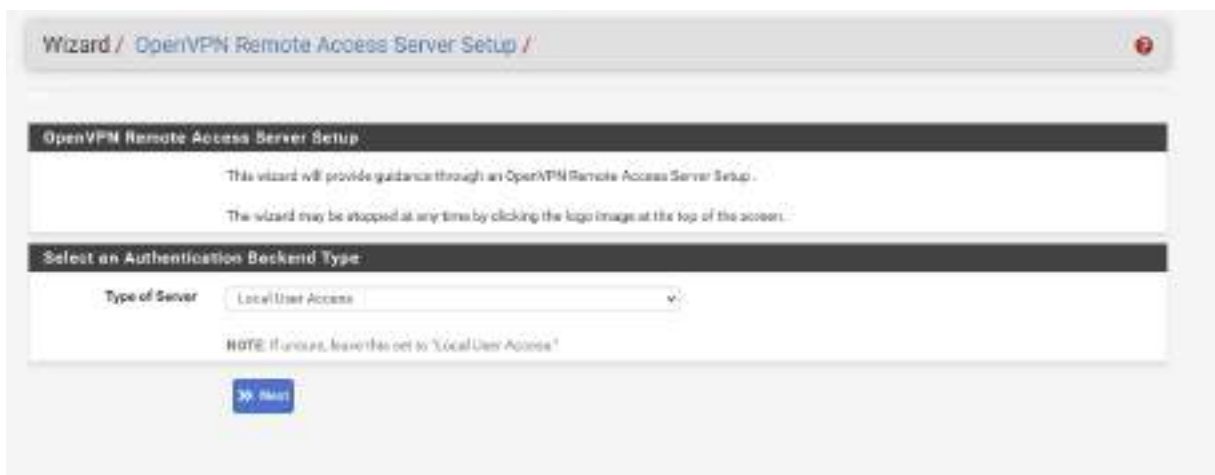 Wizard / OpenVPN Remote Access Server Setup /
OpenVPN Remote Access Server Setup
This wizard will provide guidance through an OpenVPN Remote Access Server Setup .
The wizard may be stopped at any time by clicking the logo image at the top of the screen.
Select an Authentication Backend Type
Type of Server
Local User Access
NOTE: If unsure, leave this set to "Local User Access."
>> Next